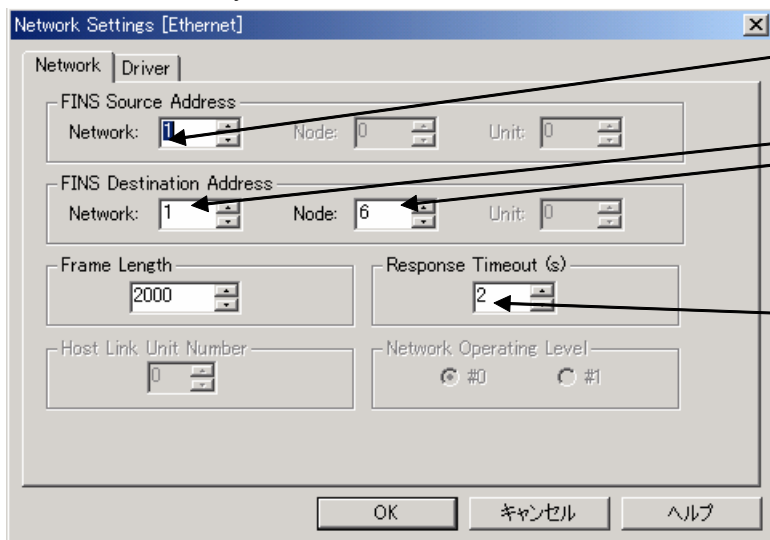 Network Settings [Ethernet]
Network Driver
FINS Source Address
Network: 1 Node: 0 Unit: 0
FINS Destination Address
Network: 1 Node: 6 Unit: 0
Frame Length
2000
Response Timeout (s)
2
Host Link Unit Number
0
Network Operating Level
#0 #1
OK キャンセル ヘルプ